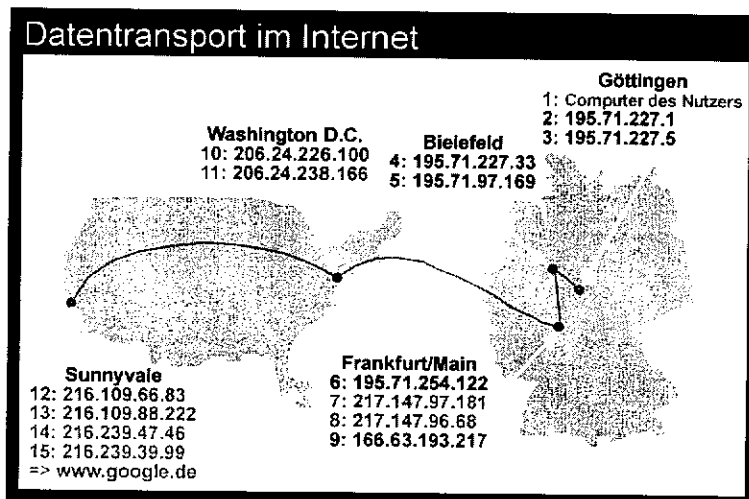 Datentransport im Internet
Göttingen
1: Computer des Nutzers
2: 195.71.227.1
3: 195.71.227.5
Washington D.C.
10: 206.24.226.100
11: 206.24.238.166
Bielefeld
4: 195.71.227.33
5: 195.71.97.169
Sunnyvale
12: 216.109.66.83
13: 216.109.88.222
14: 216.239.47.46
15: 216.239.39.99
=> www.google.de
Frankfurt/Main
6: 195.71.254.122
7: 217.147.97.181
8: 217.147.96.68
9: 166.63.193.217